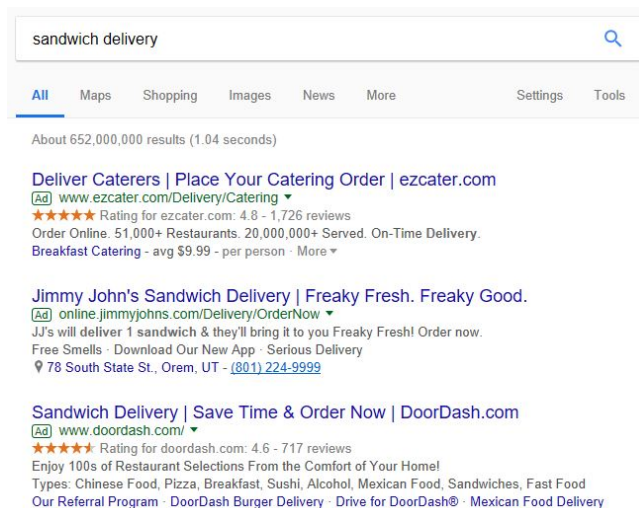 sandwich delivery
All Maps Shopping Images News More Settings Tools
About 652,000,000 results (1.04 seconds)
Deliver Caterers | Place Your Catering Order | ezcater.com
Ad www.ezcater.com/Delivery/Catering ▼
★★★★★ Rating for ezcater.com: 4.8 - 1,726 reviews
Order Online. 51,000+ Restaurants. 20,000,000+ Served. On-Time Delivery.
Breakfast Catering - avg $9.99 - per person · More ▼
Jimmy John's Sandwich Delivery | Freaky Fresh. Freaky Good.
Ad online.jimmyjohns.com/Delivery/OrderNow ▼
JJ's will deliver 1 sandwich & they'll bring it to you Freaky Fresh! Order now.
Free Smells · Download Our New App · Serious Delivery
78 South State St., Orem, UT - (801) 224-9999
Sandwich Delivery | Save Time & Order Now | DoorDash.com
Ad www.doordash.com/ ▼
★★★★★ Rating for doordash.com: 4.6 - 717 reviews
Enjoy 100s of Restaurant Selections From the Comfort of Your Home!
Types: Chinese Food, Pizza, Breakfast, Sushi, Alcohol, Mexican Food, Sandwiches, Fast Food
Our Referral Program · DoorDash Burger Delivery · Drive for DoorDash® · Mexican Food Delivery